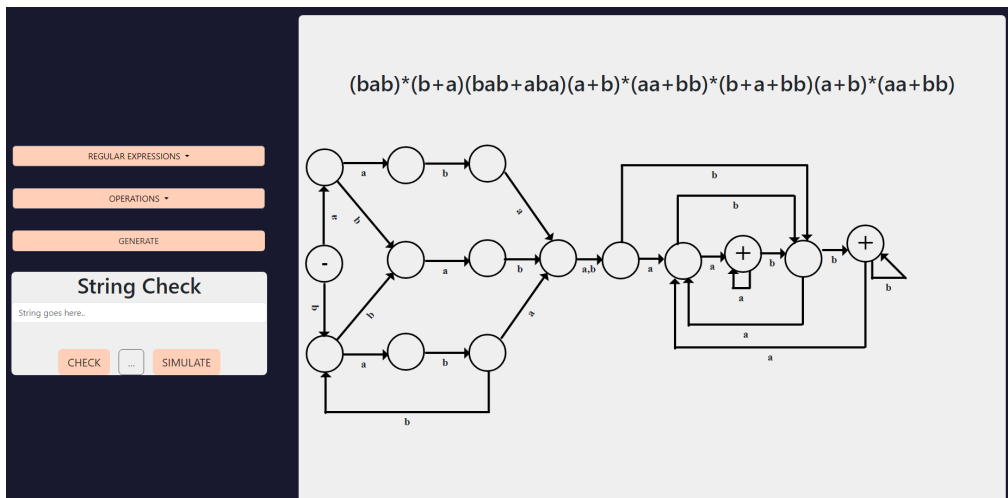 (bab)*(b+a)(bab+aba)(a+b)*(aa+bb)*(b+a+bb)(a+b)*(aa+bb)
REGULAR EXPRESSIONS
OPERATIONS
GENERATE
String Check
String goes here..
CHECK
...
SIMULATE
a
b
a
b
a
-
b
b
a
b
a
b
a
b
a,b
a
b
b
a
+
a
b
a
a
b
+
b